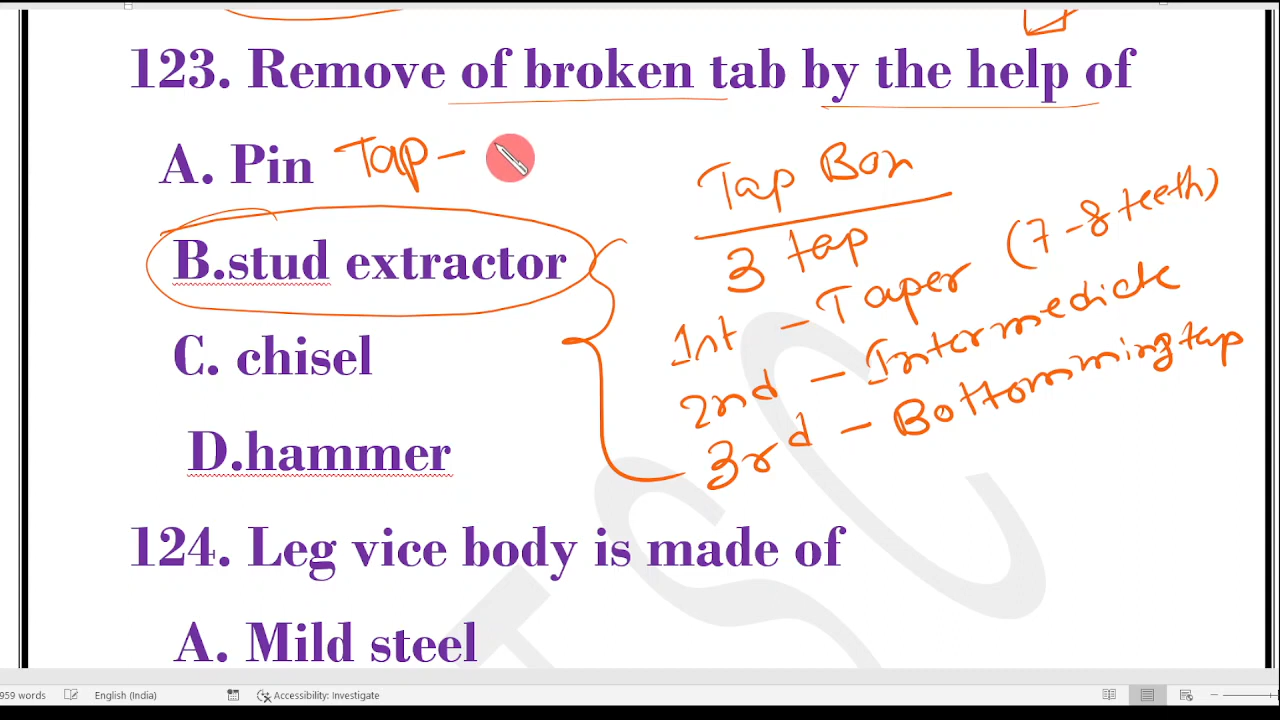 123. Remove of broken tab by the help of
A. Pin
Tap -
B.stud extractor
C. chisel
D.hammer
Tap Box
3 tap
1st - Taper (7-8 teeth)
2nd - Intermediate
3rd - Bottomming tap
124. Leg vice body is made of
A. Mild steel
TSC
959 words
English (India)
Accessibility: Investigate